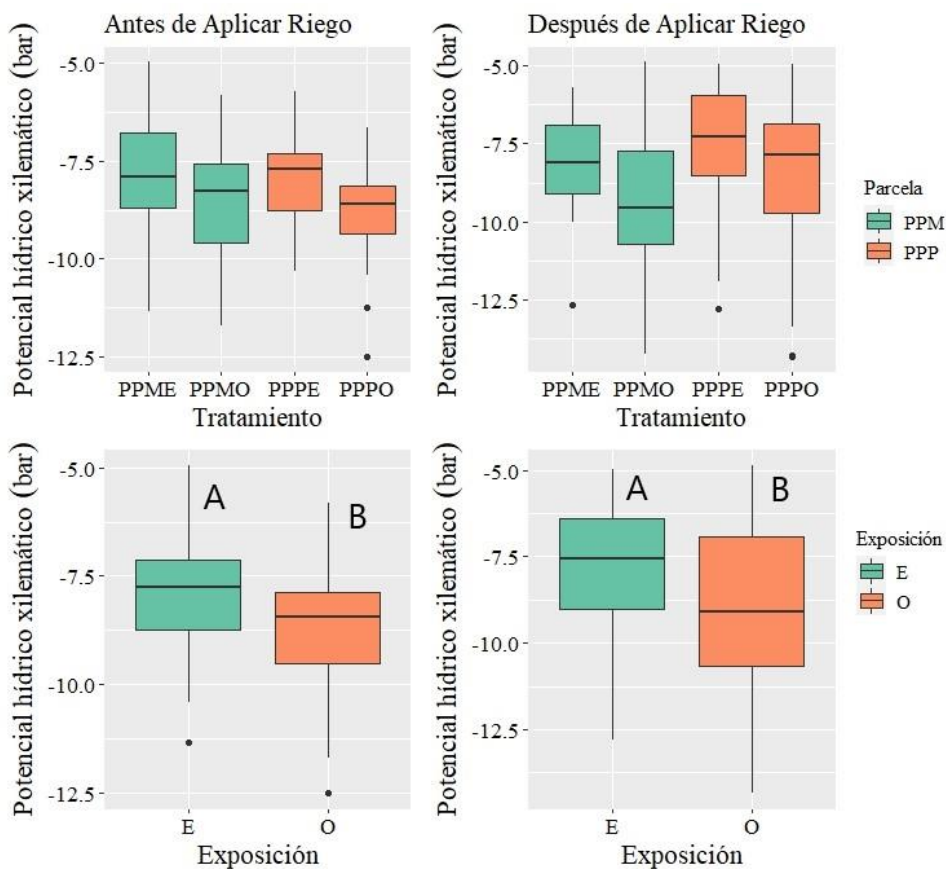 Antes de Aplicar Riego
Potencial hídrico xilemático (bar)
-5.0
-7.5
-10.0
-12.5
PPME PPMO PPPE PPPO
Tratamiento
Después de Aplicar Riego
Potencial hídrico xilemático (bar)
-5.0
-7.5
-10.0
-12.5
PPME PPMO PPPE PPPO
Tratamiento
Parcela
PPM
PPP
Potencial hídrico xilemático (bar)
-5.0
-7.5
-10.0
-12.5
A
B
E O
Exposición
Potencial hídrico xilemático (bar)
-5.0
-7.5
-10.0
-12.5
A B
E O
Exposición
Exposición
E
O